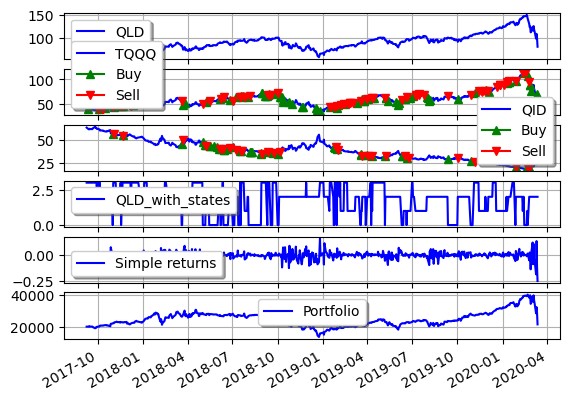 150
100
QLD
TQQQ
Buy
Sell
100
50
QID
Buy
Sell
50
25
2.5
0.0
QLD_with_states
0.00
−0.25
Simple returns
40000
20000
Portfolio
2017-10
2018-01
2018-04
2018-07
2018-10
2019-01
2019-04
2019-07
2019-10
2020-01
2020-04